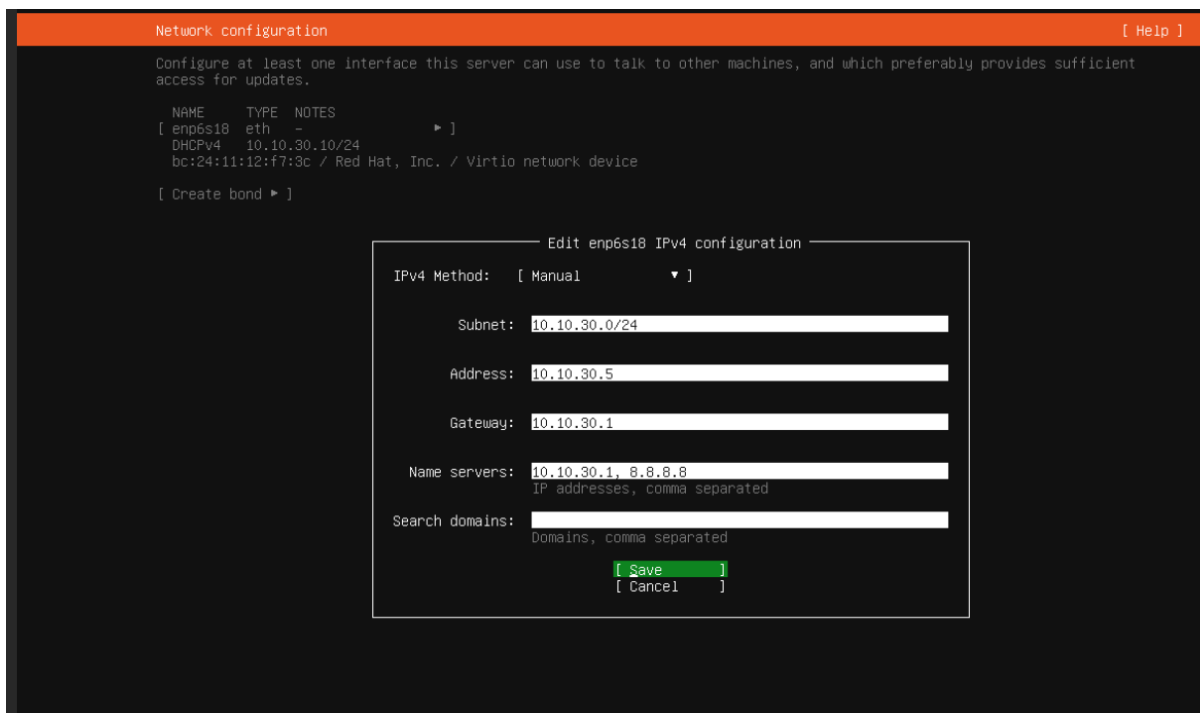 Network configuration [ Help ]
Configure at least one interface this server can use to talk to other machines, and which preferably provides sufficient
access for updates.
NAME TYPE NOTES
[ enp6s18 eth - ▸ ]
DHCPv4 10.10.30.10/24
bc:24:11:12:f7:3c / Red Hat, Inc. / Virtio network device
[ Create bond ▸ ]
Edit enp6s18 IPv4 configuration
IPv4 Method: [ Manual ▾ ]
Subnet: 10.10.30.0/24
Address: 10.10.30.5
Gateway: 10.10.30.1
Name servers: 10.10.30.1, 8.8.8.8
IP addresses, comma separated
Search domains:
Domains, comma separated
[ Save ]
[ Cancel ]